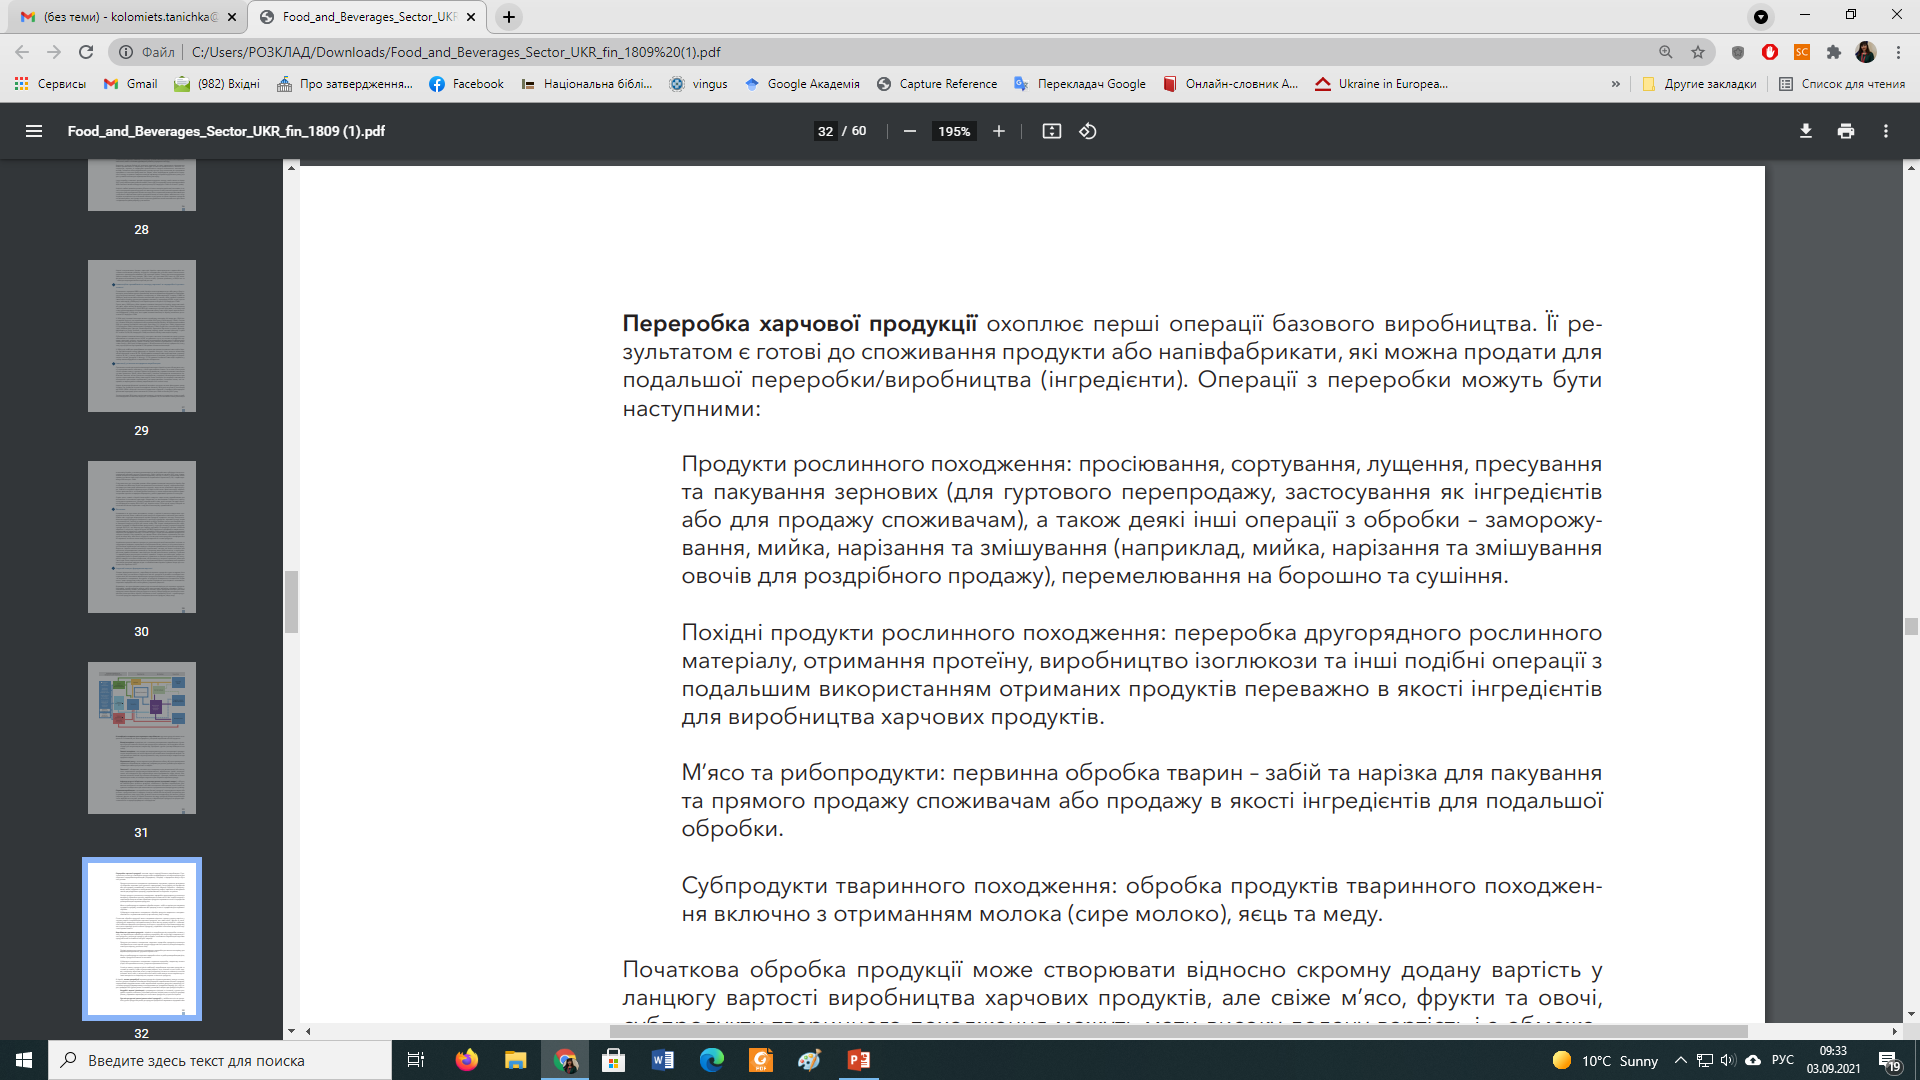 (без теми) - kolomiets.tanichka@
Food_and_Beverages_Sector_UKR
Файл
C:/Users/РОЗКЛАД/Downloads/Food_and_Beverages_Sector_UKR_fin_1809%20(1).pdf
Сервисы
Gmail
(982) Вхідні
Про затвердження...
Facebook
Національна бібліі...
vingus
Google Академія
Capture Reference
Перекладач Google
Онлайн-словник А...
Ukraine in Europea...
»
Другие закладки
Список для чтения
Food_and_Beverages_Sector_UKR_fin_1809 (1).pdf
32 / 60
195%
28
29
30
31
32
Переробка харчової продукції охоплює перші операції базового виробництва. Її ре-
зультатом є готові до споживання продукти або напівфабрикати, які можна продати для
подальшої переробки/виробництва (інгредієнти). Операції з переробки можуть бути
наступними:
Продукти рослинного походження: просіювання, сортування, лущення, пресування
та пакування зернових (для гуртового перепродажу, застосування як інгредієнтів
або для продажу споживачам), а також деякі інші операції з обробки – заморожу-
вання, мийка, нарізання та змішування (наприклад, мийка, нарізання та змішування
овочів для роздрібного продажу), перемелювання на борошно та сушіння.
Похідні продукти рослинного походження: переробка другорядного рослинного
матеріалу, отримання протеїну, виробництво ізоглюкози та інші подібні операції з
подальшим використанням отриманих продуктів переважно в якості інгредієнтів
для виробництва харчових продуктів.
М’ясо та рибопродукти: первинна обробка тварин – забій та нарізка для пакування
та прямого продажу споживачам або продажу в якості інгредієнтів для подальшої
обробки.
Субпродукти тваринного походження: обробка продуктів тваринного походжен-
ня включно з отриманням молока (сире молоко), яєць та меду.
Початкова обробка продукції може створювати відносно скромну додану вартість у
ланцюгу вартості виробництва харчових продуктів, але свіже м’ясо, фрукти та овочі,
Введите здесь текст для поиска
10°C Sunny
РУС
09:33
03.09.2021
19